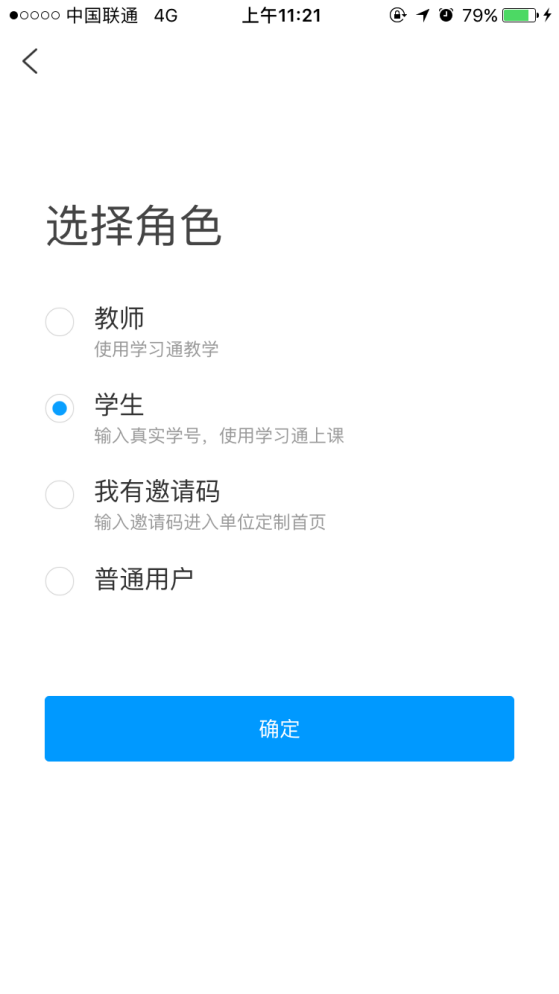 中国联通 4G 上午11:21 79%
选择角色
教师
使用学习通教学
学生
输入真实学号，使用学习通上课
我有邀请码
输入邀请码进入单位定制首页
普通用户
确定